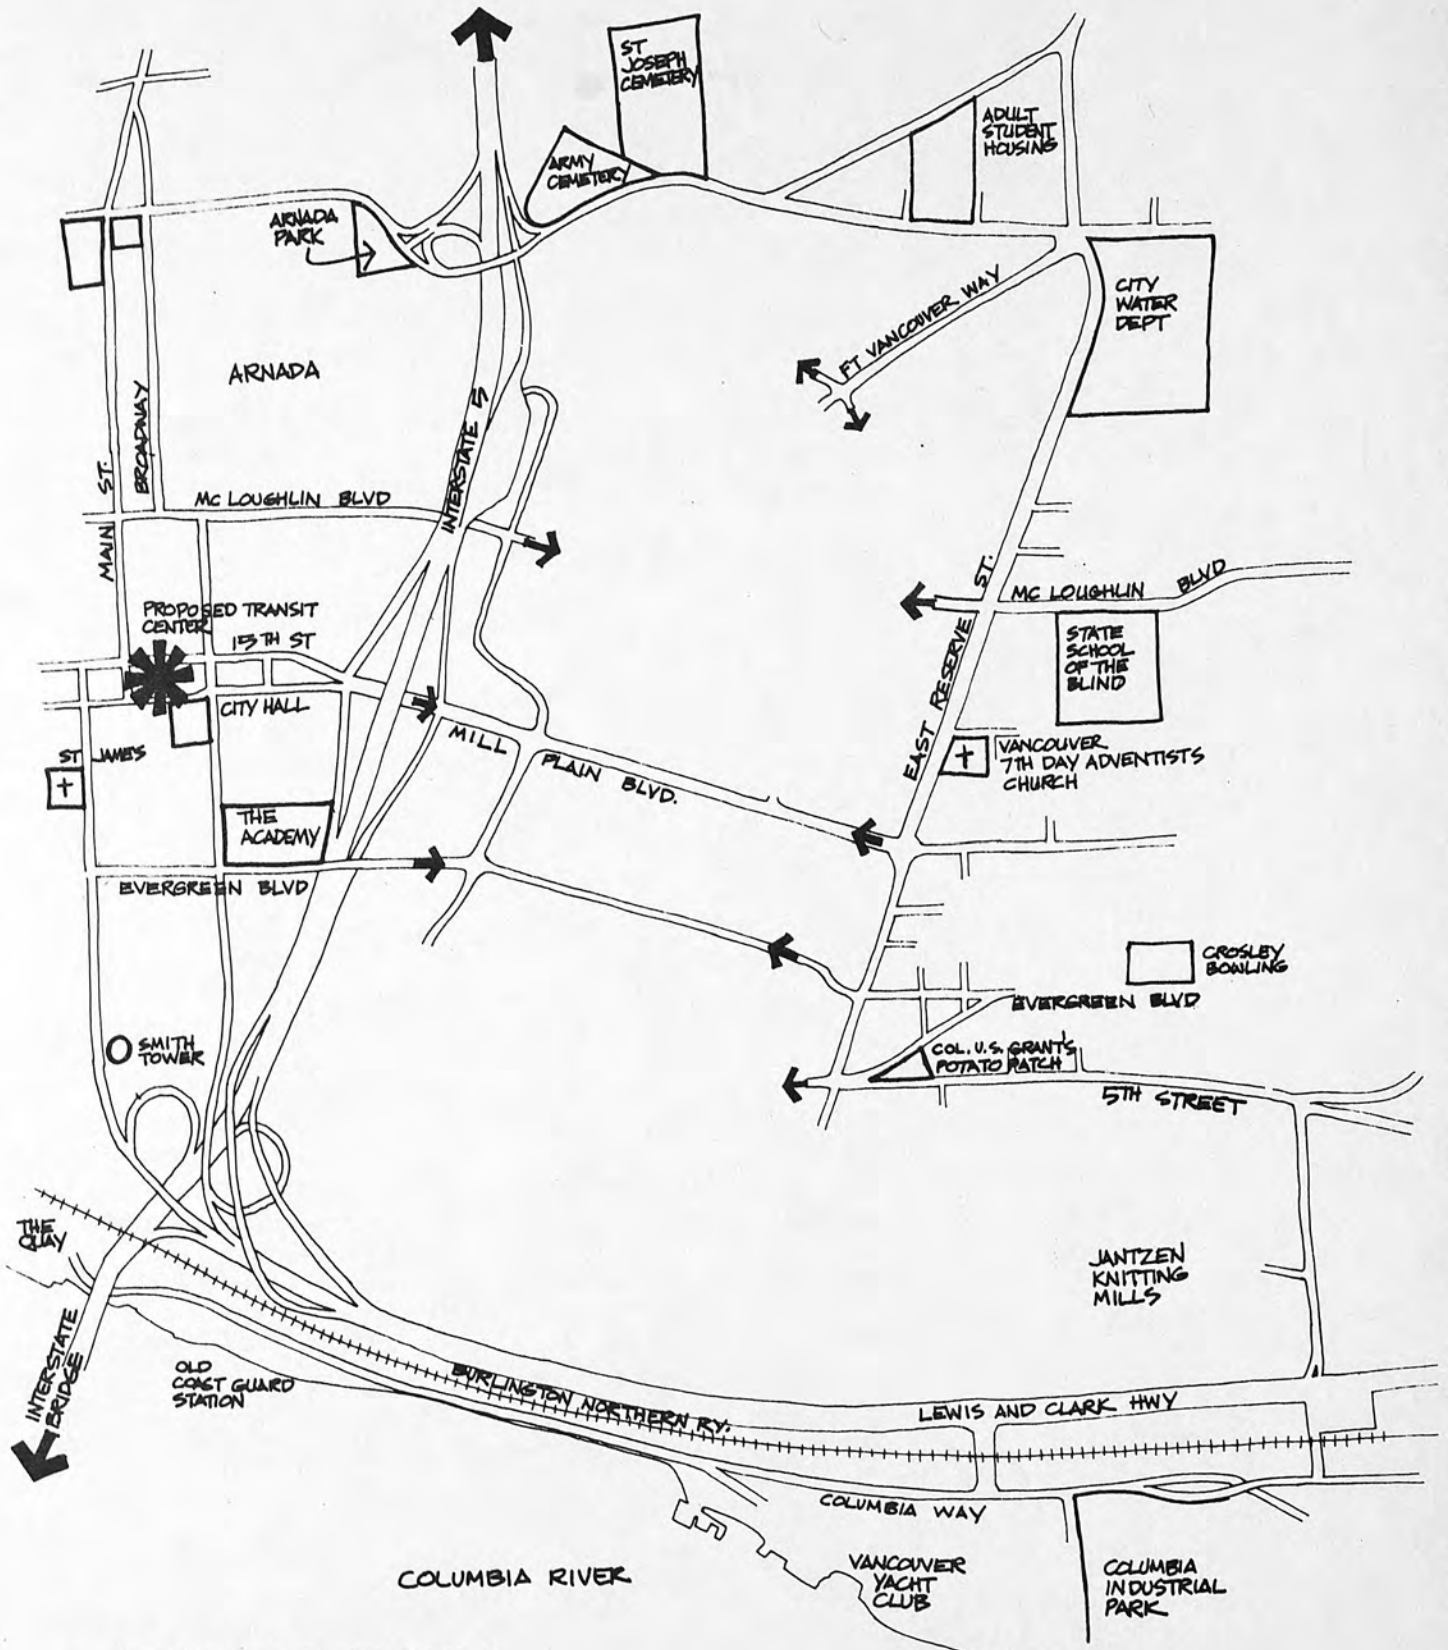 ST
JOSEPH
CEMETERY
ADULT
STUDENT
HOUSING
ARMY
CEMETERY
ARNADA
PARK
CITY
WATER
DEPT
FT VANCOUVER WAY
ARNADA
BROADWAY
INTERSTATE 5
MAIN ST.
MC LOUGHLIN BLVD
MC LOUGHLIN BLVD
PROPOSED TRANSIT
CENTER
15TH ST
STATE
SCHOOL
OF THE
BLIND
EAST RESERVE ST.
CITY HALL
MILL PLAIN BLVD.
ST JAMES
VANCOUVER
7TH DAY ADVENTISTS
CHURCH
THE
ACADEMY
EVERGREEN BLVD
CROSLEY
BOWLING
EVERGREEN BLVD
SMITH
TOWER
COL. U.S. GRANT'S
POTATO PATCH
5TH STREET
THE
QUAY
JANTZEN
KNITTING
MILLS
INTERSTATE
BRIDGE
OLD
COAST GUARD
STATION
BURLINGTON NORTHERN RY.
LEWIS AND CLARK HWY
COLUMBIA WAY
COLUMBIA RIVER
VANCOUVER
YACHT
CLUB
COLUMBIA
INDUSTRIAL
PARK